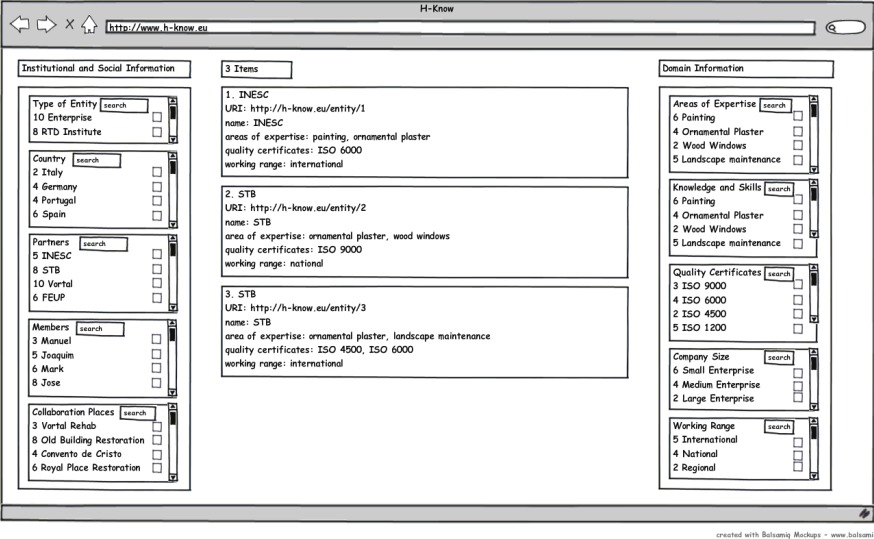 H-Know
http://www.h-know.eu
Institutional and Social Information
Type of Entity search
10 Enterprise
8 RTD Institute
Country search
2 Italy
4 Germany
4 Portugal
6 Spain
Partners search
5 INESC
8 STB
10 Vortal
6 FEUP
Members search
3 Manuel
5 Joaquim
6 Mark
8 Jose
Collaboration Places search
3 Vortal Rehab
8 Old Building Restoration
4 Convento de Cristo
6 Royal Place Restoration
3 Items
1. INESC
URI: http://h-know.eu/entity/1
name: INESC
areas of expertise: painting, ornamental plaster
quality certificates: ISO 6000
working range: international
2. STB
URI: http://h-know.eu/entity/2
name: STB
area of expertise: ornamental plaster, wood windows
quality certificates: ISO 9000
working range: national
3. STB
URI: http://h-know.eu/entity/3
name: STB
area of expertise: ornamental plaster, landscape maintenance
quality certificates: ISO 4500, ISO 6000
working range: international
Domain Information
Areas of Expertise search
6 Painting
4 Ornamental Plaster
2 Wood Windows
5 Landscape maintenance
Knowledge and Skills search
6 Painting
4 Ornamental Plaster
2 Wood Windows
5 Landscape maintenance
Quality Certificates search
3 ISO 9000
4 ISO 6000
2 ISO 4500
5 ISO 1200
Company Size search
6 Small Enterprise
4 Medium Enterprise
2 Large Enterprise
Working Range search
5 International
4 National
2 Regional
created with Balsamiq Mockups - www.balsami